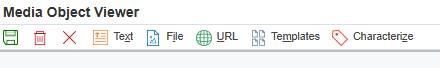 Media Object Viewer
Text File URL Templates Characterize